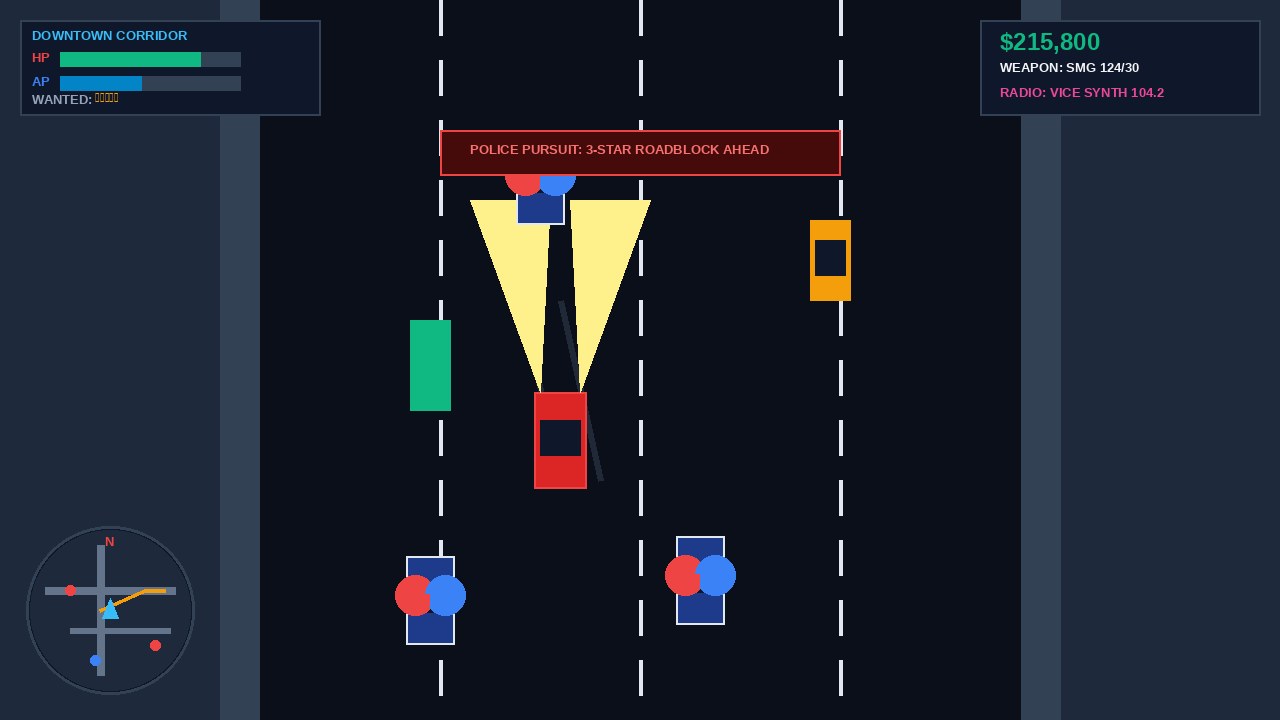 DOWNTOWN CORRIDOR
HP
AP
WANTED:
$215,800
WEAPON: SMG 124/30
RADIO: VICE SYNTH 104.2
POLICE PURSUIT: 3-STAR ROADBLOCK AHEAD
N